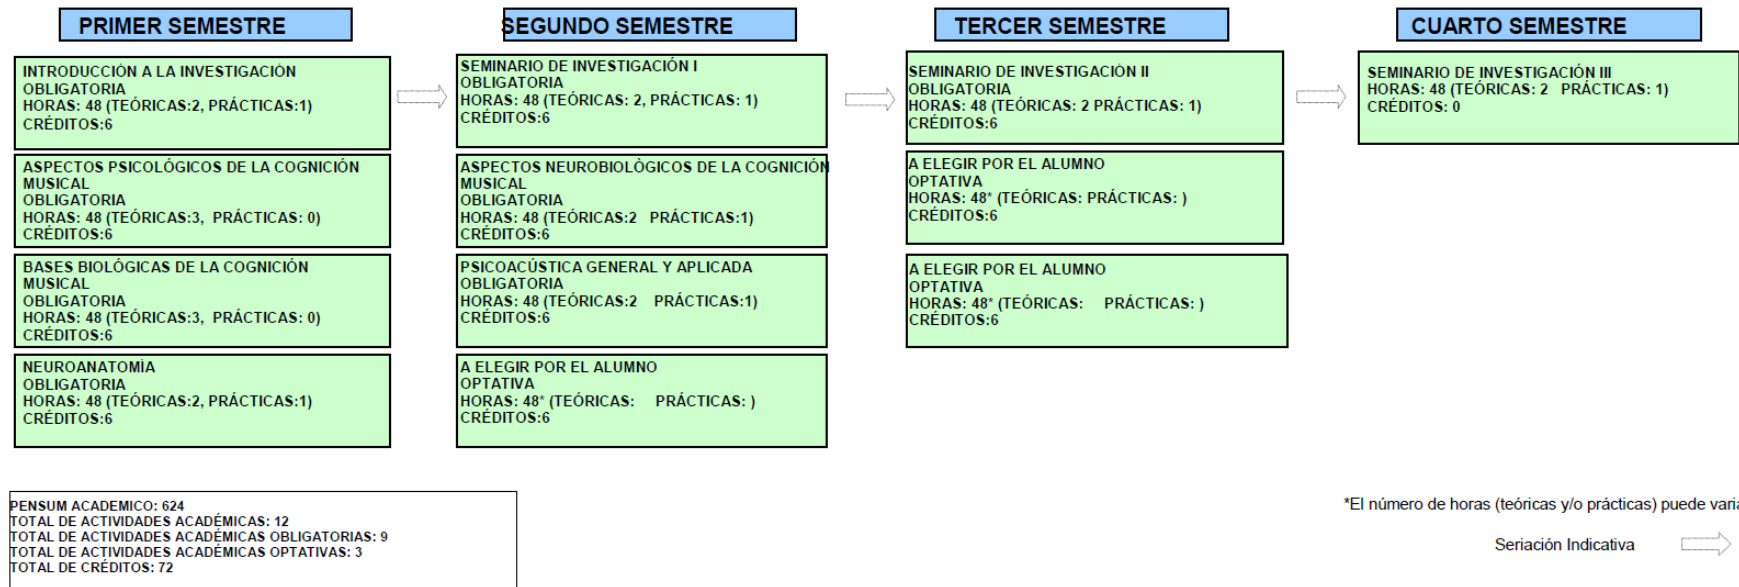 PRIMER SEMESTRE
INTRODUCCIÓN A LA INVESTIGACIÓN
OBLIGATORIA
HORAS: 48 (TEÓRICAS:2, PRÁCTICAS:1)
CRÉDITOS:6
ASPECTOS PSICOLÓGICOS DE LA COGNICIÓN
MUSICAL
OBLIGATORIA
HORAS: 48 (TEÓRICAS:3, PRÁCTICAS: 0)
CRÉDITOS:6
BASES BIOLÓGICAS DE LA COGNICIÓN
MUSICAL
OBLIGATORIA
HORAS: 48 (TEÓRICAS:3, PRÁCTICAS: 0)
CRÉDITOS:6
NEUROANATOMÍA
OBLIGATORIA
HORAS: 48 (TEÓRICAS:2, PRÁCTICAS:1)
CRÉDITOS:6
SEGUNDO SEMESTRE
SEMINARIO DE INVESTIGACIÓN I
OBLIGATORIA
HORAS: 48 (TEÓRICAS: 2, PRÁCTICAS: 1)
CRÉDITOS:6
ASPECTOS NEUROBIOLÒGICOS DE LA COGNICIÓN
MUSICAL
OBLIGATORIA
HORAS: 48 (TEÓRICAS:2 PRÁCTICAS:1)
CRÉDITOS:6
PSICOACÚSTICA GENERAL Y APLICADA
OBLIGATORIA
HORAS: 48 (TEÓRICAS:2 PRÁCTICAS:1)
CRÉDITOS:6
A ELEGIR POR EL ALUMNO
OPTATIVA
HORAS: 48* (TEÓRICAS: PRÁCTICAS: )
CRÉDITOS:6
TERCER SEMESTRE
SEMINARIO DE INVESTIGACIÓN II
OBLIGATORIA
HORAS: 48 (TEÓRICAS: 2 PRÁCTICAS: 1)
CRÉDITOS:6
A ELEGIR POR EL ALUMNO
OPTATIVA
HORAS: 48* (TEÓRICAS: PRÁCTICAS: )
CRÉDITOS:6
A ELEGIR POR EL ALUMNO
OPTATIVA
HORAS: 48* (TEÓRICAS: PRÁCTICAS: )
CRÉDITOS:6
CUARTO SEMESTRE
SEMINARIO DE INVESTIGACIÓN III
HORAS: 48 (TEÓRICAS: 2 PRÁCTICAS: 1)
CRÉDITOS: 0
PENSUM ACADEMICO: 624
TOTAL DE ACTIVIDADES ACADÉMICAS: 12
TOTAL DE ACTIVIDADES ACADÉMICAS OBLIGATORIAS: 9
TOTAL DE ACTIVIDADES ACADÉMICAS OPTATIVAS: 3
TOTAL DE CRÉDITOS: 72
*El número de horas (teóricas y/o prácticas) puede varia
Seriación Indicativa